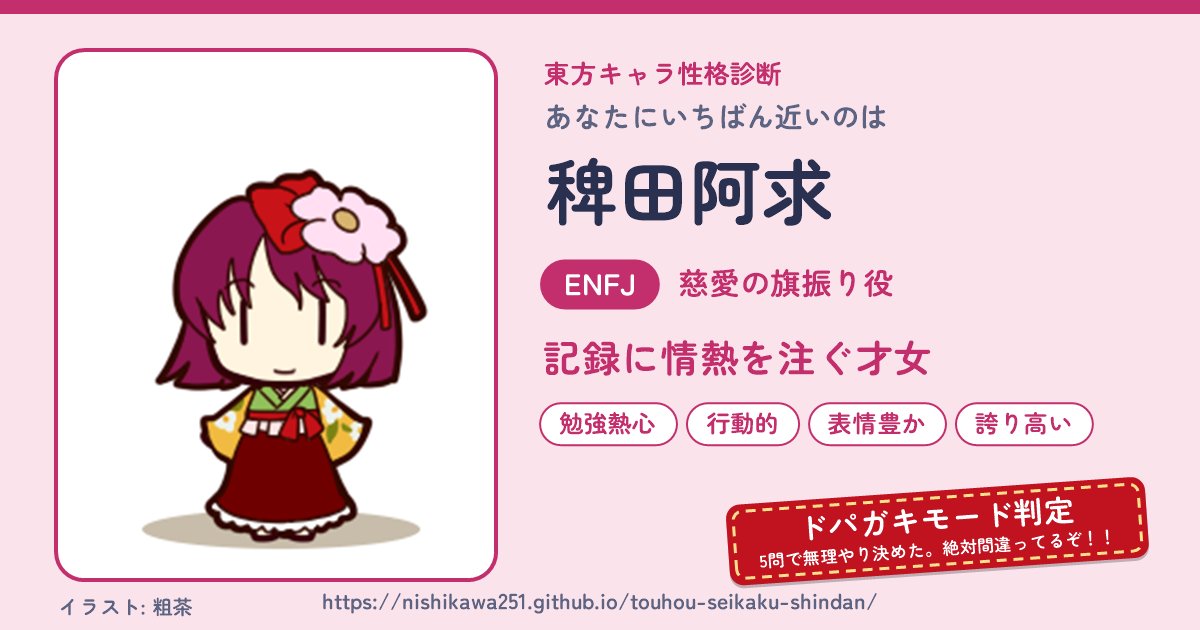 東方キャラ性格診断
あなたにいちばん近いのは
稗田阿求
ENFJ 慈愛の旗振り役
記録に情熱を注ぐ才女
勉強熱心 行動的 表情豊か 誇り高い
ドパガキモード判定
5問で無理やり決めた。絶対間違ってるぞ！！
イラスト: 粗茶
https://nishikawa251.github.io/touhou-seikaku-shindan/